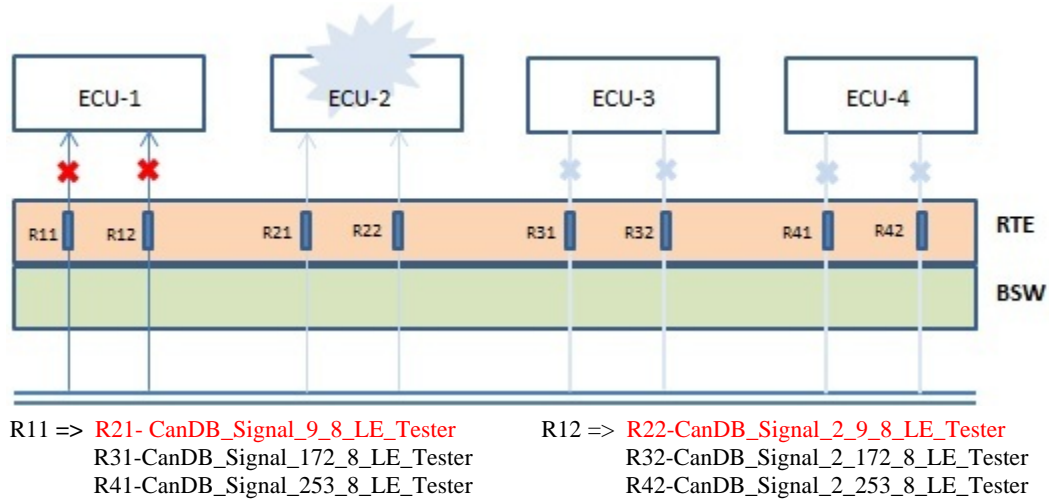 ECU-1 ECU-2 ECU-3 ECU-4
R11 R12 R21 R22 R31 R32 R41 R42 RTE
BSW
R11 => R21- CanDB_Signal_9_8_LE_Tester R12 => R22-CanDB_Signal_2_9_8_LE_Tester
R31-CanDB_Signal_172_8_LE_Tester R32-CanDB_Signal_2_172_8_LE_Tester
R41-CanDB_Signal_253_8_LE_Tester R42-CanDB_Signal_2_253_8_LE_Tester